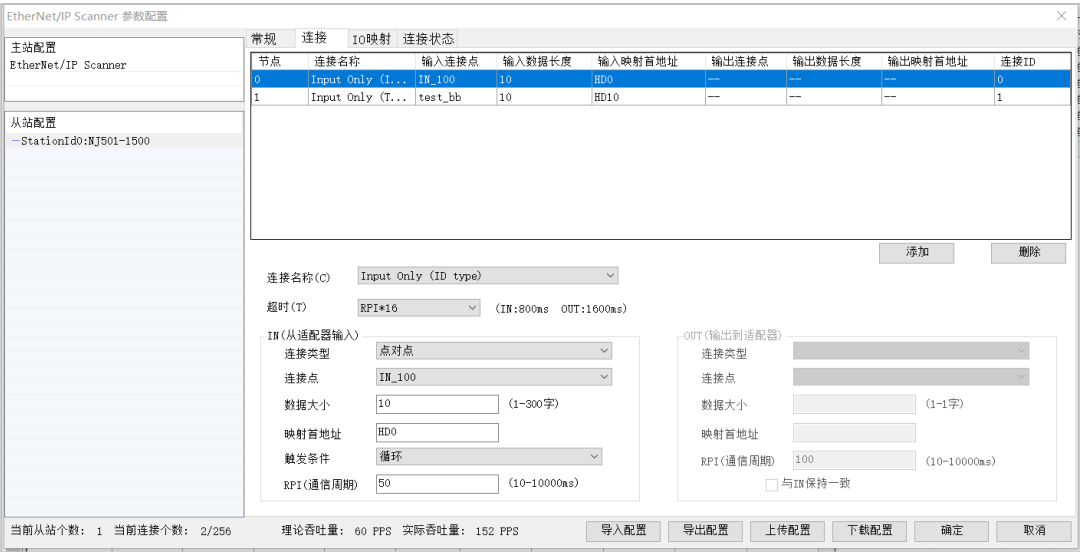 EtherNet/IP Scanner 参数配置
主站配置
EtherNet/IP Scanner
从站配置
StationId0:NJ501-1500
常规 连接 IO映射 连接状态
节点 连接名称 输入连接点 输入数据长度 输入映射首地址 输出连接点 输出数据长度 输出映射首地址 连接ID
0 Input Only (I... IN_100 10 HD0 -- -- -- 0
1 Input Only (T... test_bb 10 HD10 -- -- -- 1
添加 删除
连接名称(C) Input Only (ID type)
超时(T) RPI*16 (IN:800ms OUT:1600ms)
IN(从适配器输入)
连接类型 点对点
连接点 IN_100
数据大小 10 (1-300字)
映射首地址 HD0
触发条件 循环
RPI(通信周期) 50 (10-10000ms)
OUT(输出到适配器)
连接类型
连接点
数据大小 (1-1字)
映射首地址
RPI(通信周期) 100 (10-10000ms)
与IN保持一致
当前从站个数: 1 当前连接个数: 2/256 理论吞吐量: 60 PPS 实际吞吐量: 152 PPS 导入配置 导出配置 上传配置 下载配置 确定 取消